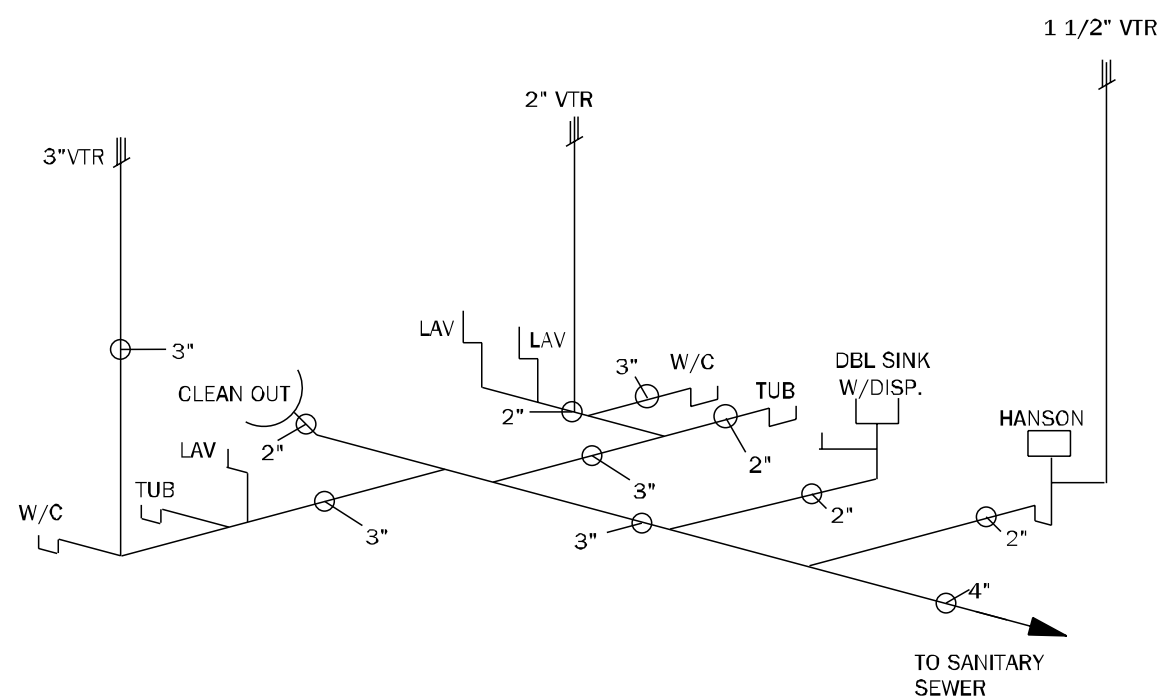 1 1/2" VTR
2" VTR
3"VTR
LAV
LAV
3"
3"
W/C
DBL SINK
W/DISP.
CLEAN OUT
TUB
2"
HANSON
2"
LAV
2"
TUB
3"
W/C
3"
3"
2"
2"
4"
TO SANITARY
SEWER